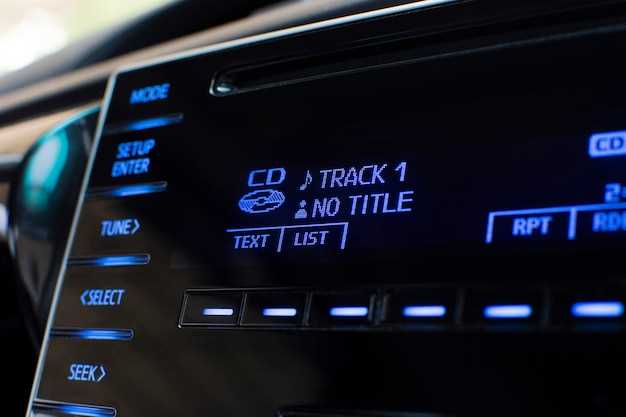 MODE
SETUP
ENTER
TUNE>
<SELECT
SEEK>
CD
TRACK 1
NO TITLE
TEXT
LIST
CD
RPT